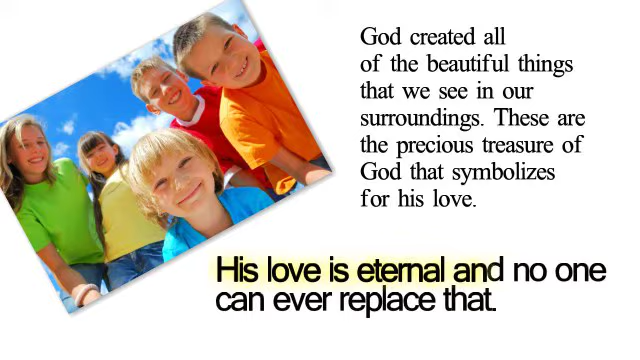 God created all
of the beautiful things
that we see in our
surroundings. These are
the precious treasure of
God that symbolizes
for his love.
His love is eternal and no one
can ever replace that.